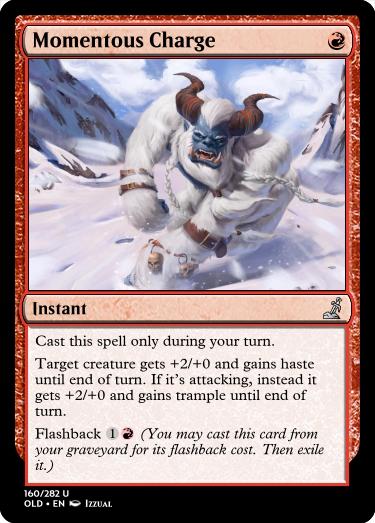 Momentous Charge
Instant
Cast this spell only during your turn.
Target creature gets +2/+0 and gains haste
until end of turn. If it's attacking, instead it
gets +2/+0 and gains trample until end of
turn.
Flashback 1 (You may cast this card from
your graveyard for its flashback cost. Then exile
it.)
160/282 U
OLD • EN Izzual